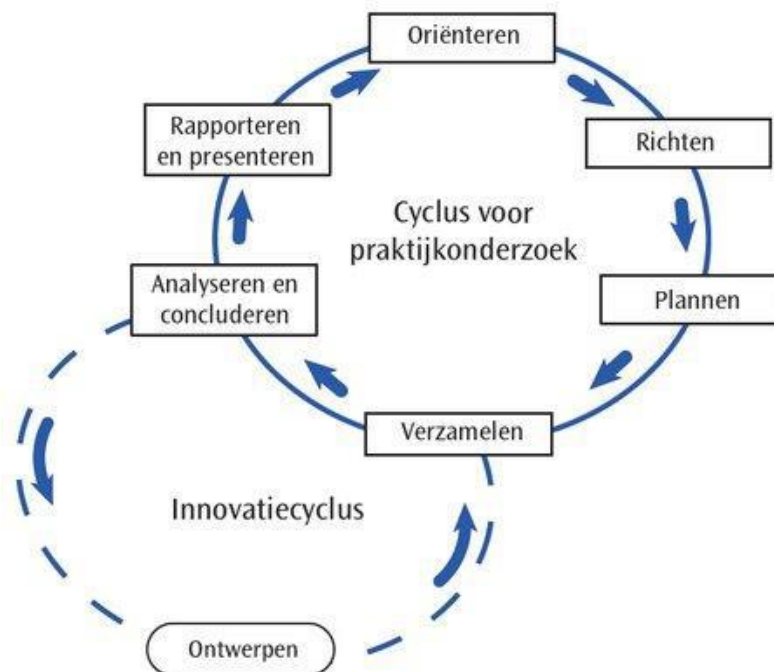 Oriënteren
Richten
Plannen
Verzamelen
Analyseren en
concluderen
Rapporteren
en presenteren
Cyclus voor
praktijkonderzoek
Innovatiecyclus
Ontwerpen